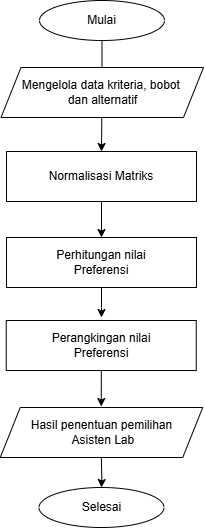 Mulai
Mengelola data kriteria, bobot
dan alternatif
Normalisasi Matriks
Perhitungan nilai
Preferensi
Perangkingan nilai
Preferensi
Hasil penentuan pemilihan
Asisten Lab
Selesai